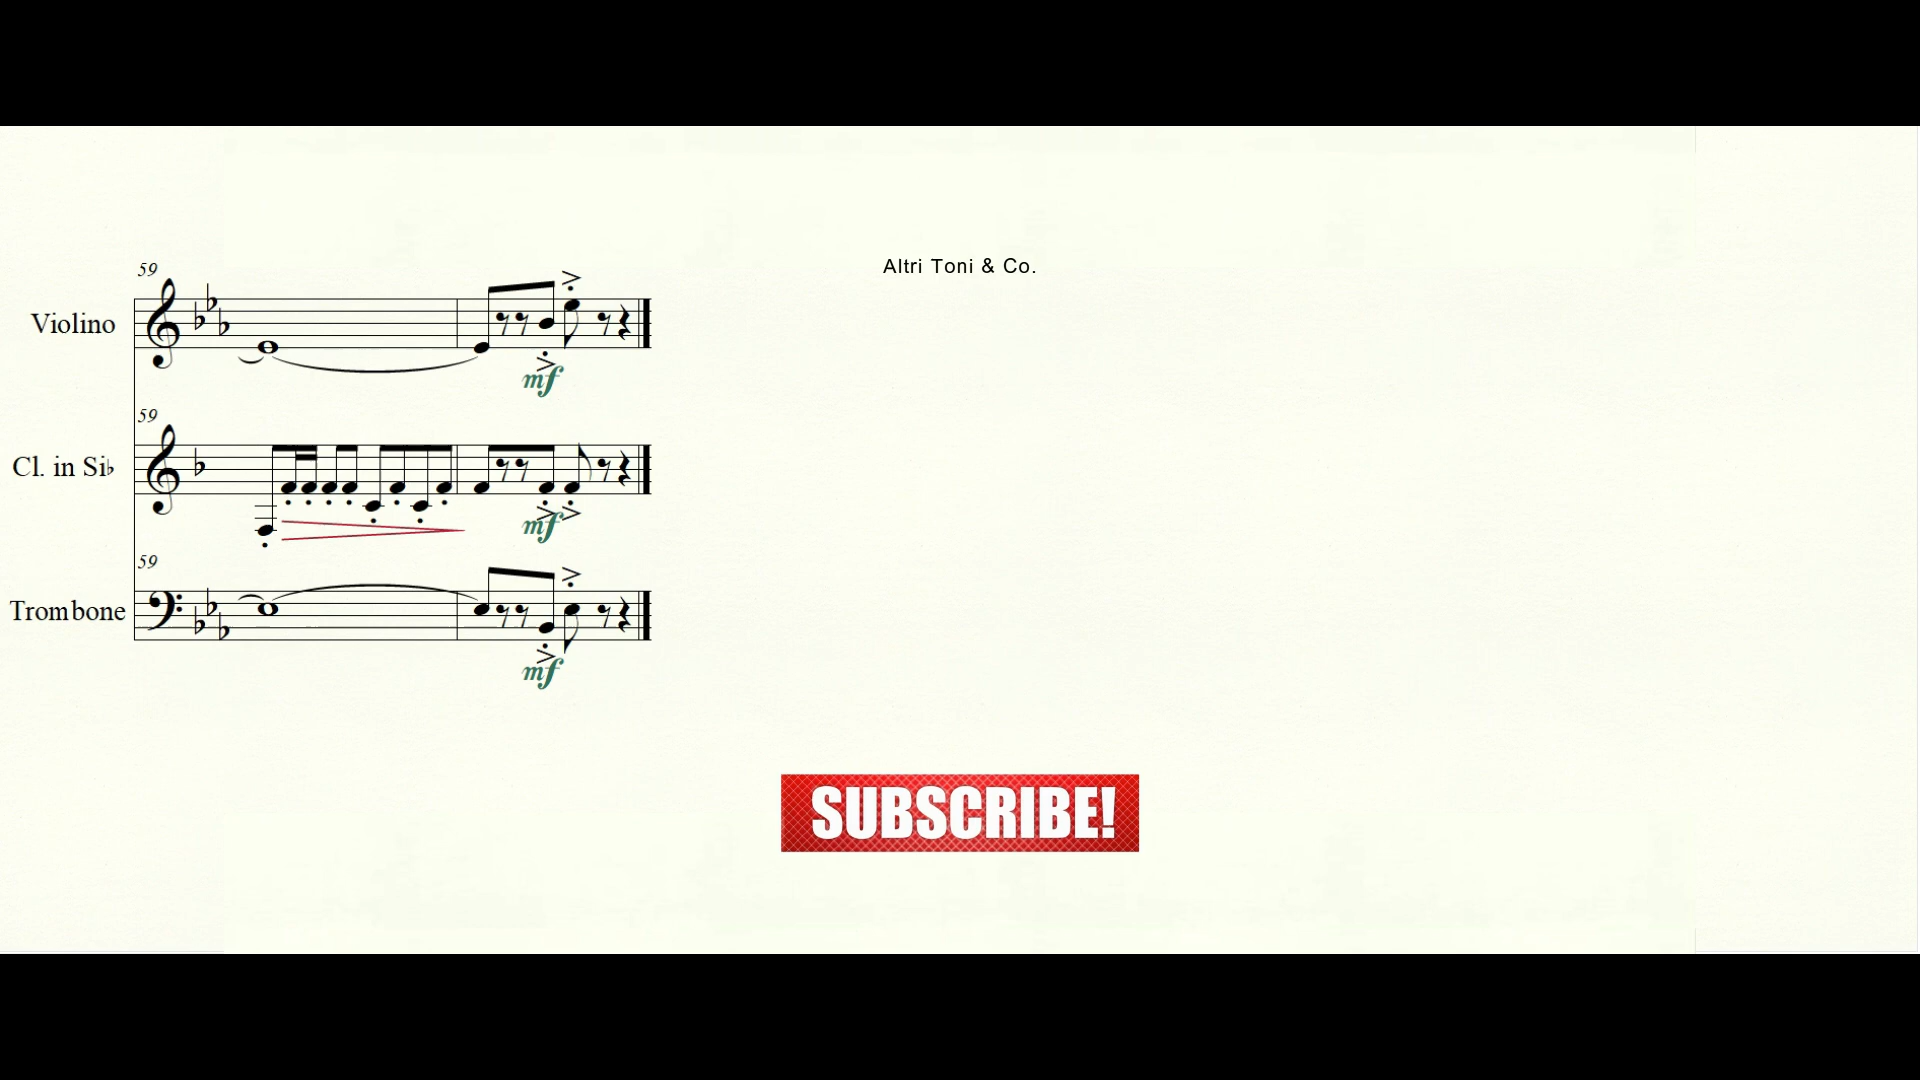 59
Altri Toni & Co.
Violino
mf
59
Cl. in Si♭
mf
59
Trombone
mf
SUBSCRIBE!